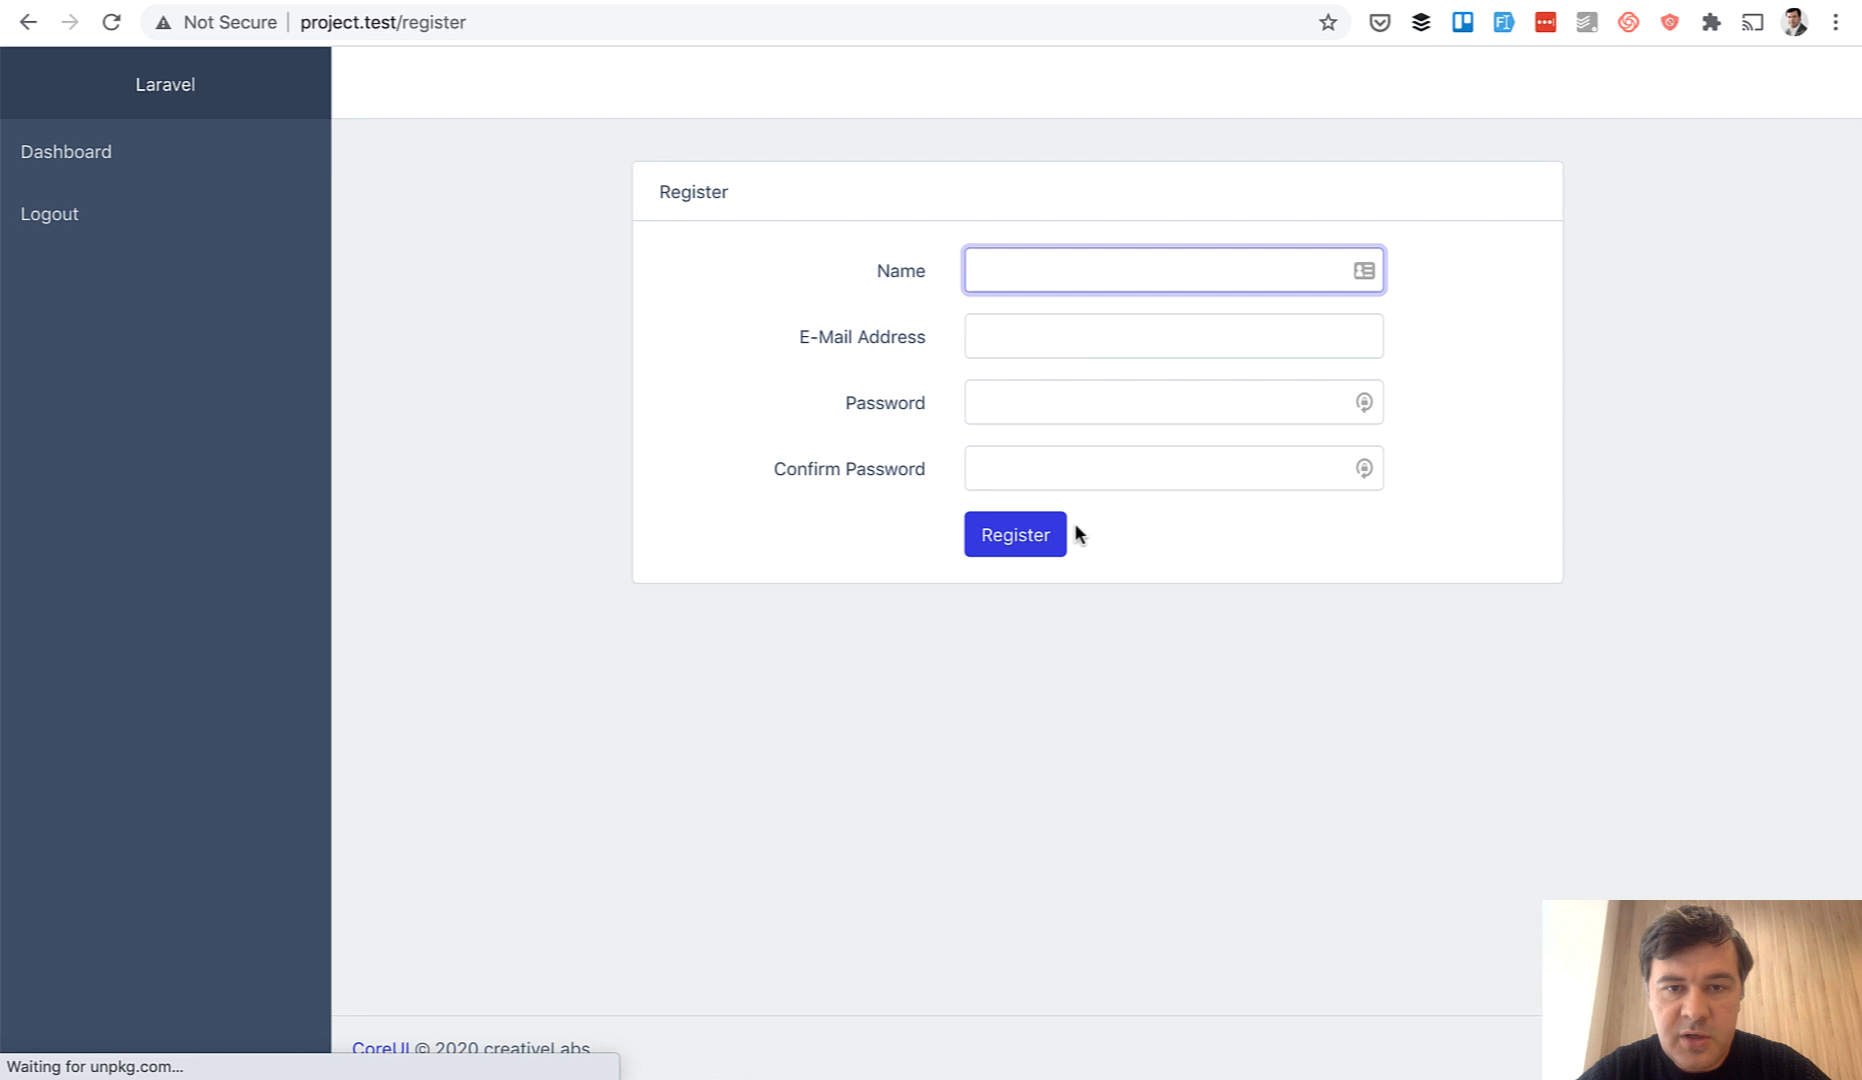 Not Secure | project.test/register
Laravel
Dashboard
Logout
Register
Name
E-Mail Address
Password
Confirm Password
Register
CoreUI © 2020 creativeLabs
Waiting for unpkg.com...